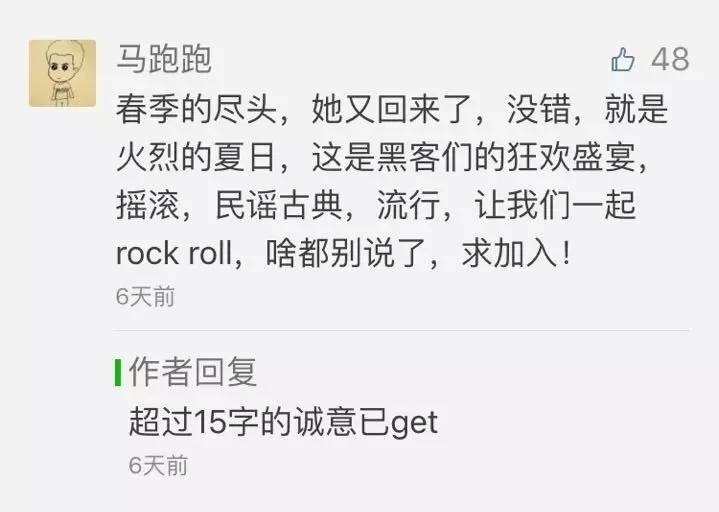 马跑跑
48
春季的尽头，她又回来了，没错，就是
火烈的夏日，这是黑客们的狂欢盛宴，
摇滚，民谣古典，流行，让我们一起
rock roll，啥都别说了，求加入！
6天前
作者回复
超过15字的诚意已get
6天前